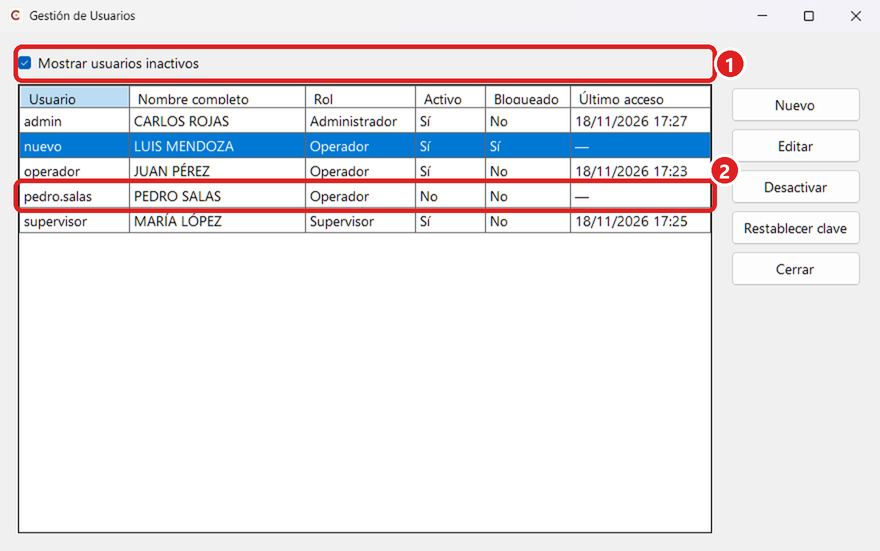 Gestión de Usuarios
Mostrar usuarios inactivos
1
Usuario Nombre completo Rol Activo Bloqueado Último acceso
admin CARLOS ROJAS Administrador Sí No 18/11/2026 17:27
nuevo LUIS MENDOZA Operador Sí Sí —
operador JUAN PÉREZ Operador Sí No 18/11/2026 17:23
2
pedro.salas PEDRO SALAS Operador No No —
supervisor MARÍA LÓPEZ Supervisor Sí No 18/11/2026 17:25
Nuevo
Editar
Desactivar
Restablecer clave
Cerrar